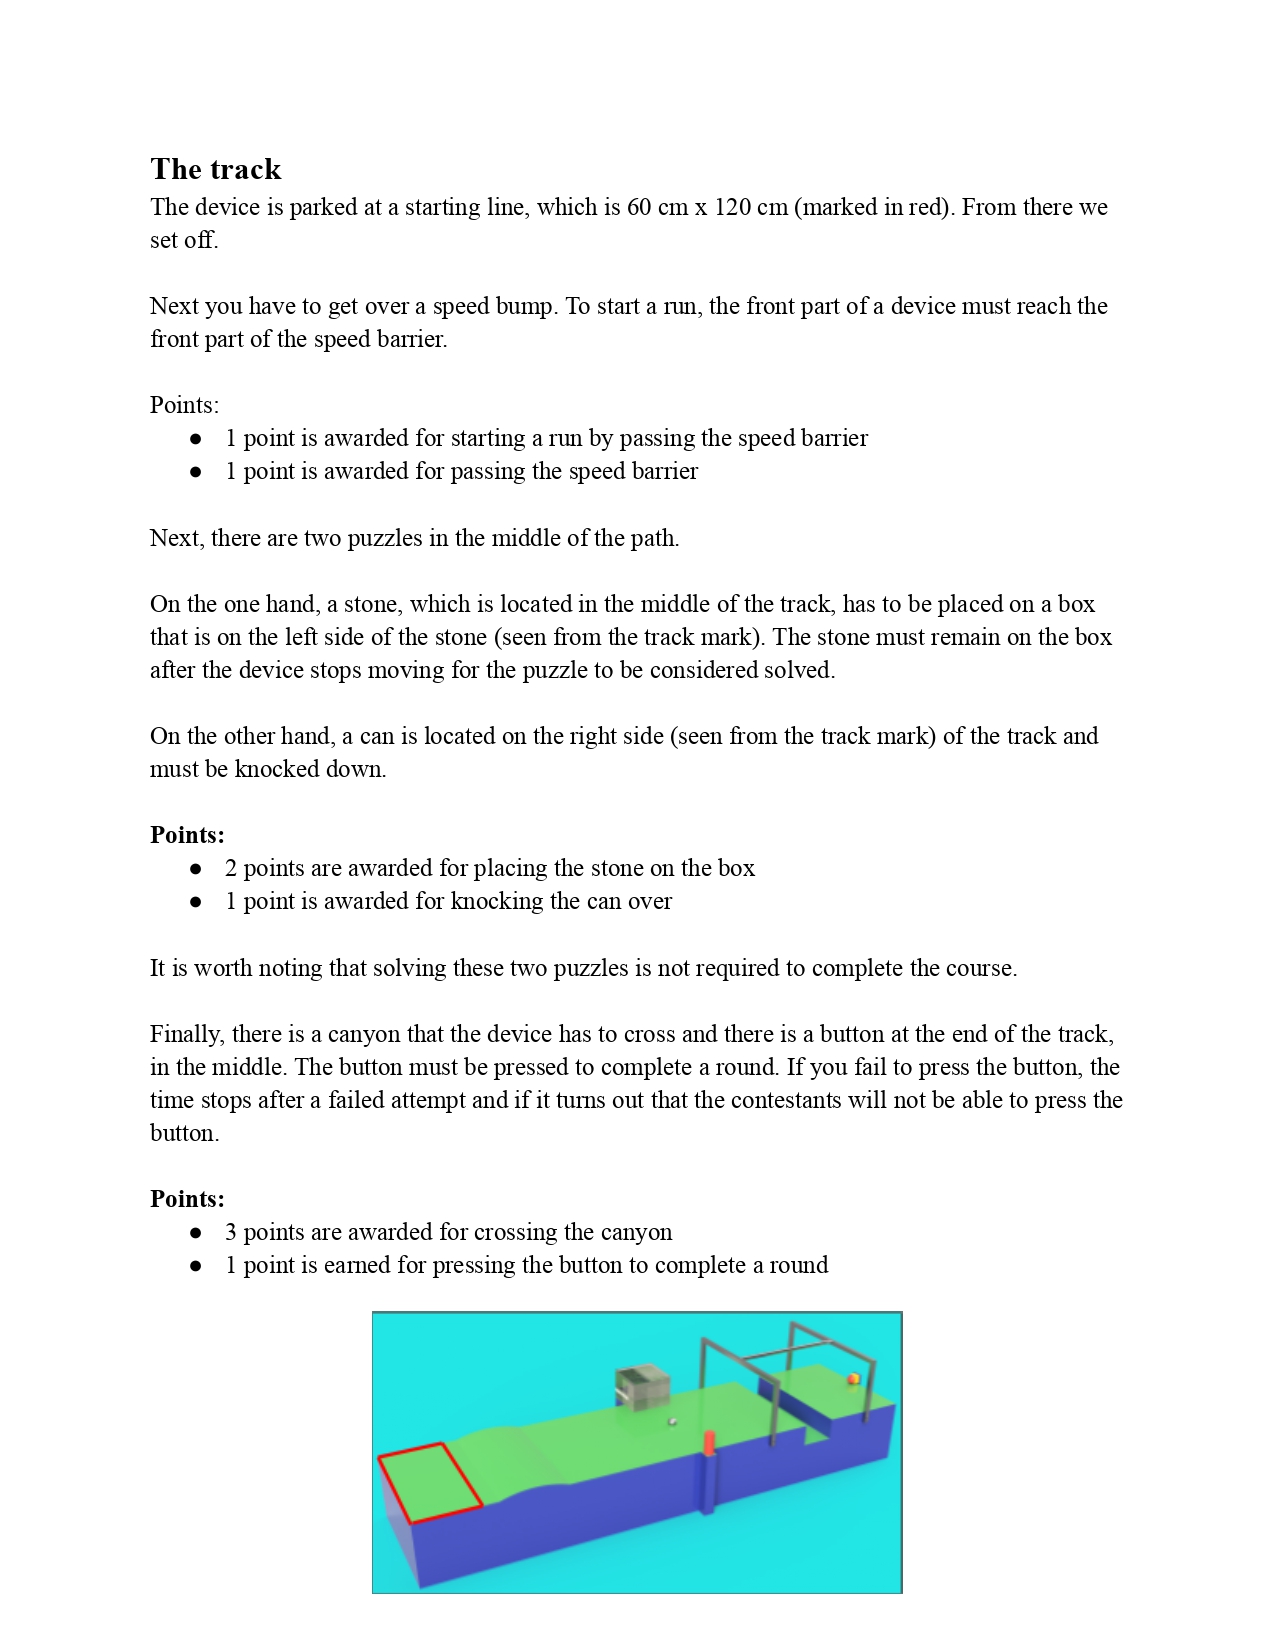 The track
The device is parked at a starting line, which is 60 cm x 120 cm (marked in red). From there we
set off.
Next you have to get over a speed bump. To start a run, the front part of a device must reach the
front part of the speed barrier.
Points:
● 1 point is awarded for starting a run by passing the speed barrier
● 1 point is awarded for passing the speed barrier
Next, there are two puzzles in the middle of the path.
On the one hand, a stone, which is located in the middle of the track, has to be placed on a box
that is on the left side of the stone (seen from the track mark). The stone must remain on the box
after the device stops moving for the puzzle to be considered solved.
On the other hand, a can is located on the right side (seen from the track mark) of the track and
must be knocked down.
Points:
● 2 points are awarded for placing the stone on the box
● 1 point is awarded for knocking the can over
It is worth noting that solving these two puzzles is not required to complete the course.
Finally, there is a canyon that the device has to cross and there is a button at the end of the track,
in the middle. The button must be pressed to complete a round. If you fail to press the button, the
time stops after a failed attempt and if it turns out that the contestants will not be able to press the
button.
Points:
● 3 points are awarded for crossing the canyon
● 1 point is earned for pressing the button to complete a round